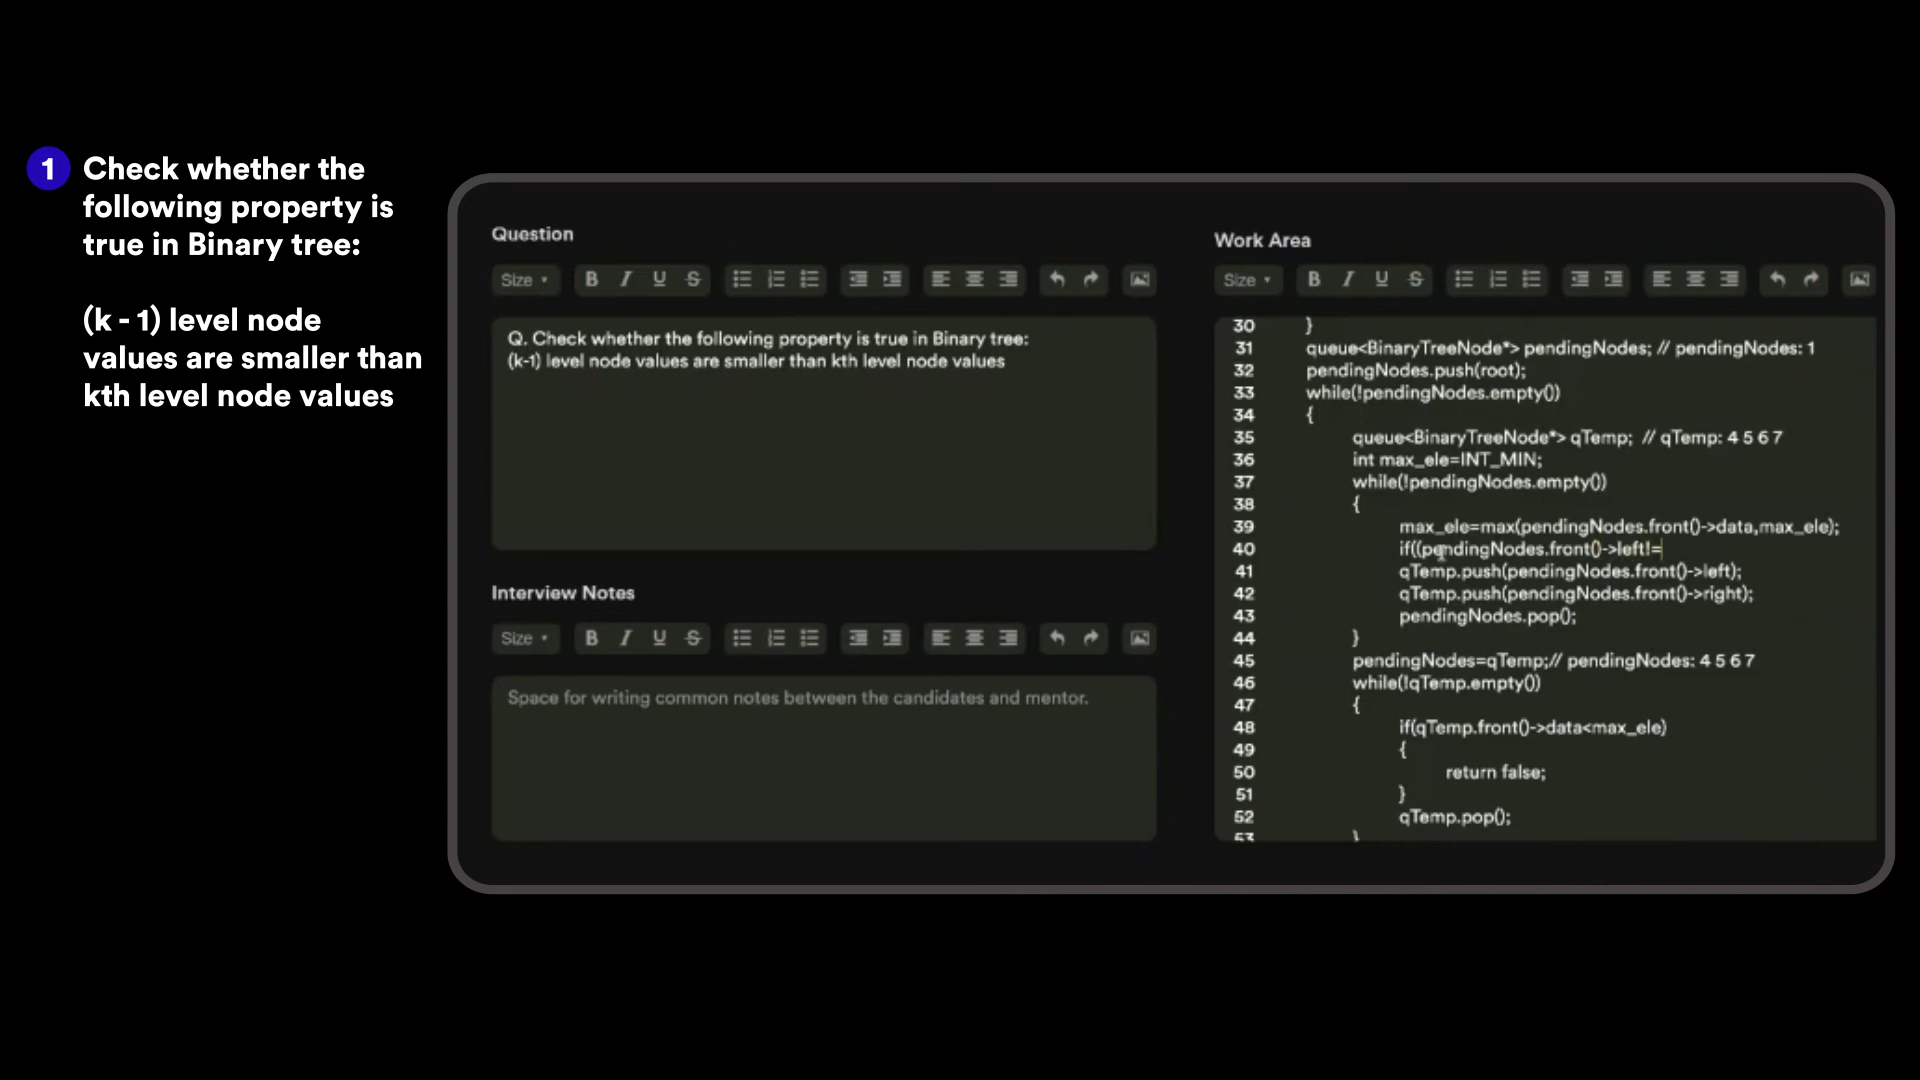 1 Check whether the
following property is
true in Binary tree:
(k - 1) level node
values are smaller than
kth level node values
Question
Size B I U S
Q. Check whether the following property is true in Binary tree:
(k-1) level node values are smaller than kth level node values
Interview Notes
Size B I U S
Space for writing common notes between the candidates and mentor.
Work Area
Size B I U S
30 }
31 queue<BinaryTreeNode*> pendingNodes; // pendingNodes: 1
32 pendingNodes.push(root);
33 while(!pendingNodes.empty())
34 {
35 queue<BinaryTreeNode*> qTemp; // qTemp: 4 5 6 7
36 int max_ele=INT_MIN;
37 while(!pendingNodes.empty())
38 {
39 max_ele=max(pendingNodes.front()->data,max_ele);
40 if((pendingNodes.front()->left!=
41 qTemp.push(pendingNodes.front()->left);
42 qTemp.push(pendingNodes.front()->right);
43 pendingNodes.pop();
44 }
45 pendingNodes=qTemp;// pendingNodes: 4 5 6 7
46 while(!qTemp.empty())
47 {
48 if(qTemp.front()->data<max_ele)
49 {
50 return false;
51 }
52 qTemp.pop();
53 }